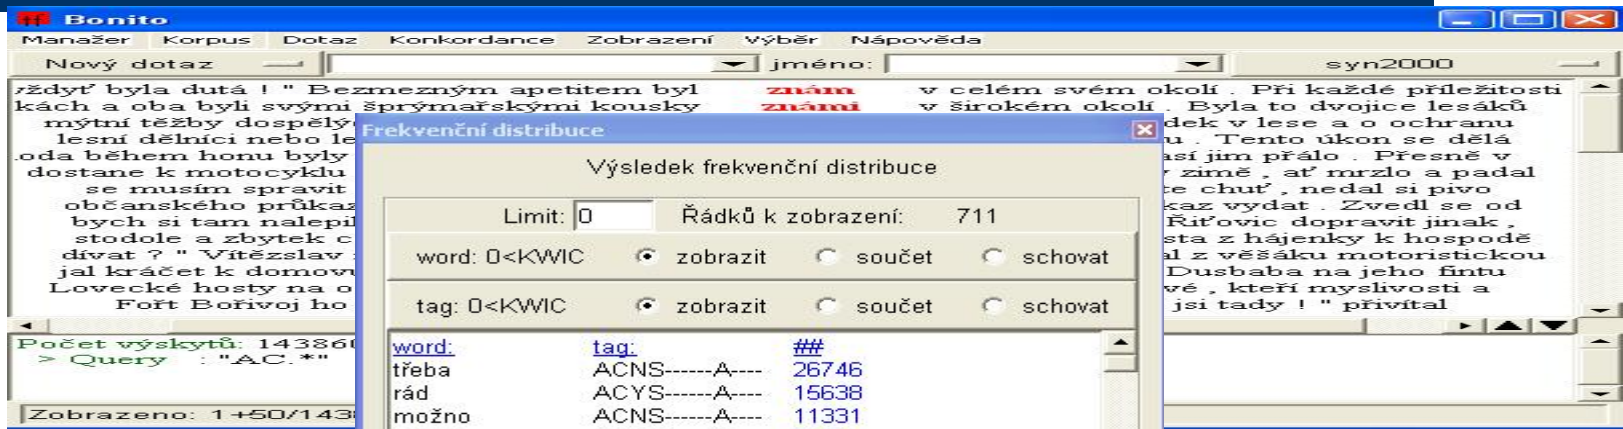 Bonito
Manažer Korpus Dotaz Konkordance Zobrazení Výběr Nápověda
Nový dotaz jméno: syn2000
vždyť byla dutá ! " Bezmezným apetitem byl znám v celém svém okolí . Při každé příležitosti
kách a oba byli svými šprýmařskými kousky známi v širokém okolí . Byla to dvojice lesáků
mýtní těžby dospělý dek v lese a o ochranu
lesní dělníci nebo le u . Tento úkon se dělá
oda během honu byly así jim přálo . Přesně v
dostane k motocyklu zimě , ať mrzlo a padal
se musím spravit te chuť , nedal si pivo
občanského průkaz kaz vydat . Zvedl se od
bych si tam nalepil Riťovic dopravit jinak ,
stodole a zbytek c sta z hájenky k hospodě
dívat ? " Vítězslav al z věšáku motoristickou
jal kráčet k domovu Dusbaba na jeho fintu
Lovecké hosty na o vé , kteří myslivosti a
Fořt Bořivoj ho jsi tady ! " přivítal
Frekvenční distribuce
Výsledek frekvenční distribuce
Limit: 0 Řádků k zobrazení: 711
word: 0<KWIC zobrazit součet schovat
tag: 0<KWIC zobrazit součet schovat
word: tag: ##
třeba ACNS------A---- 26746
rád ACYS------A---- 15638
možno ACNS------A---- 11331
Počet výskytů: 143860
> Query : "AC.*"
Zobrazeno: 1+50/1438